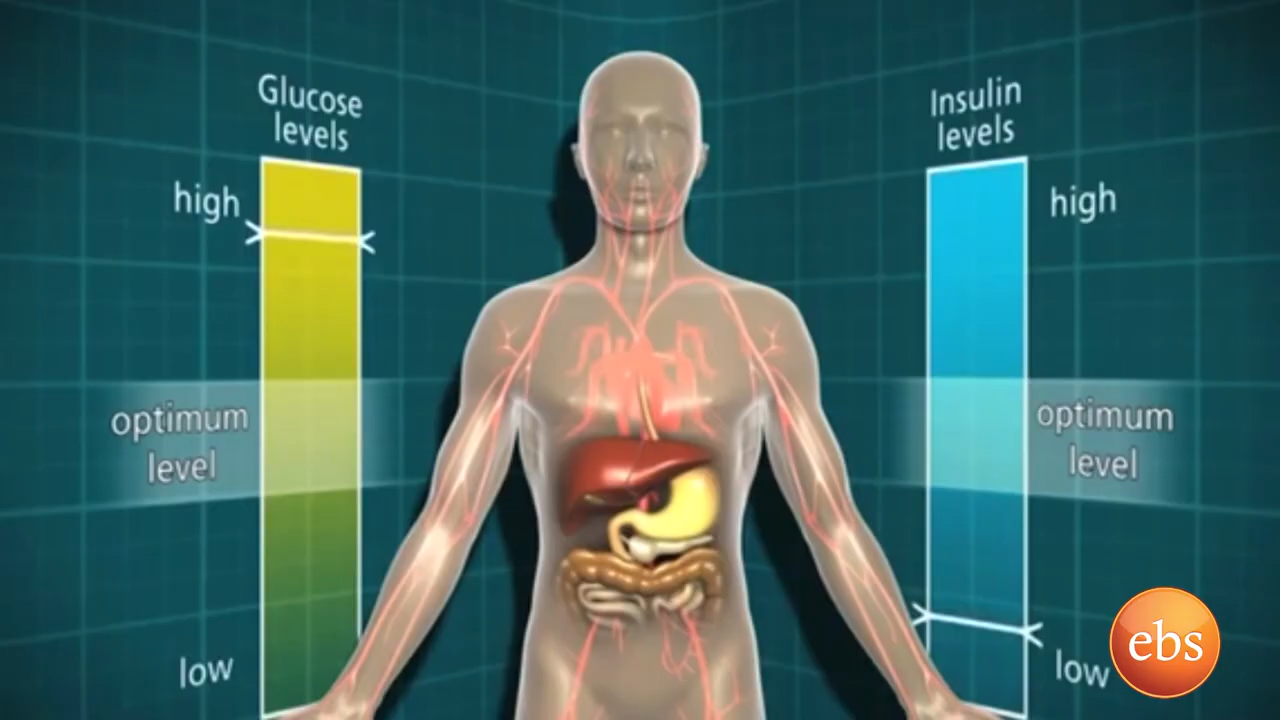 Glucose
levels
high
optimum
level
low
Insulin
levels
high
optimum
level
low
ebs